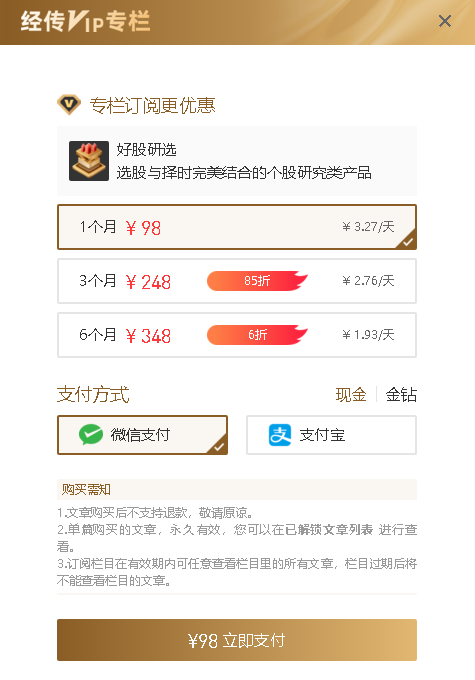 经传VIP专栏
专栏订阅更优惠
好股研选
选股与择时完美结合的个股研究类产品
1个月 ¥98 ¥3.27/天
3个月 ¥248 85折 ¥2.76/天
6个月 ¥348 6折 ¥1.93/天
支付方式 现金 金钻
微信支付 支付宝
购买需知
1.文章购买后不支持退款，敬请原谅。
2.单篇购买的文章，永久有效，您可以在已解锁文章列表 进行查
看。
3.订阅栏目在有效期内可任意查看栏目里的所有文章，栏目过期后将
不能查看栏目的文章。
¥98 立即支付